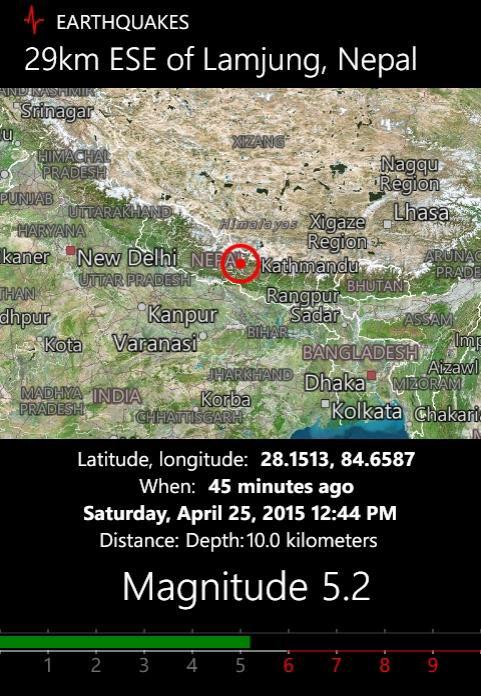 EARTHQUAKES
29km ESE of Lamjung, Nepal
AND KASHMIR
Srinagar
XIZANG
HIMACHAL
PRADESH
Nagqu
Region
PUNJAB
UTTARAKHAND
Himalayas
Xigaze
Region
Lhasa
HARYANA
kaner
New Delhi
NEPA
Kathmandu
ARUNAC
PRADE
UTTAR PRADESH
BHUTAN
THAN
dhpur
Kanpur
Rangpur
Sadar
ASSAM
Kota
Varanasi
BIHAR
BANGLADESH
Imp
Aizawl
JHARKHAND
Dhaka
MIZORAM
MADHYA
PRADESH
INDIA
Korba
CHHATTISGARH
Kolkata
Chakari
Latitude, longitude: 28.1513, 84.6587
When: 45 minutes ago
Saturday, April 25, 2015 12:44 PM
Distance: Depth:10.0 kilometers
Magnitude 5.2
1 2 3 4 5 6 7 8 9